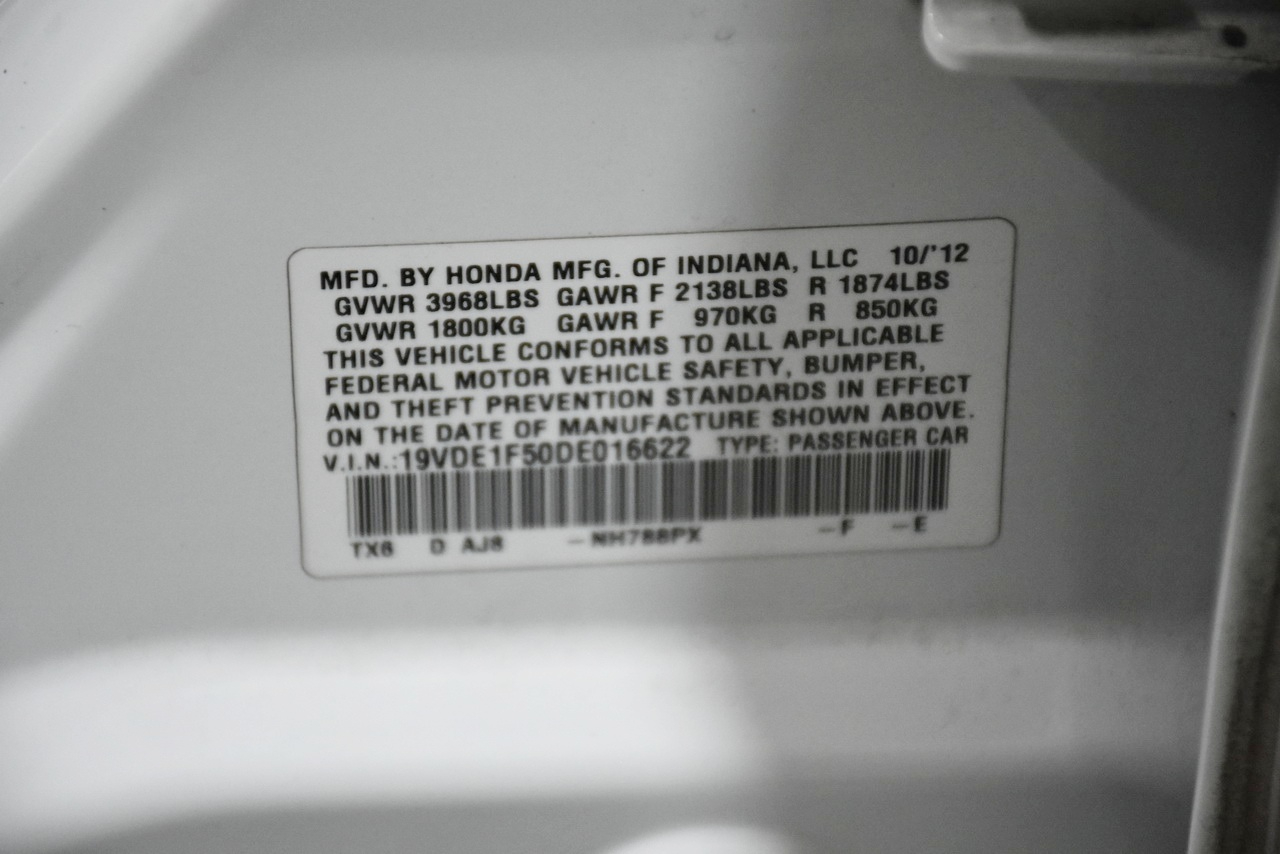 MFD. BY HONDA MFG. OF INDIANA, LLC 10/'12
GVWR 3968LBS GAWR F 2138LBS R 1874LBS
GVWR 1800KG GAWR F 970KG R 850KG
THIS VEHICLE CONFORMS TO ALL APPLICABLE
FEDERAL MOTOR VEHICLE SAFETY, BUMPER,
AND THEFT PREVENTION STANDARDS IN EFFECT
ON THE DATE OF MANUFACTURE SHOWN ABOVE.
V.I.N.:19VDE1F50DE016622 TYPE: PASSENGER CAR
TX6 D AJ8 -NH788PX -F -E